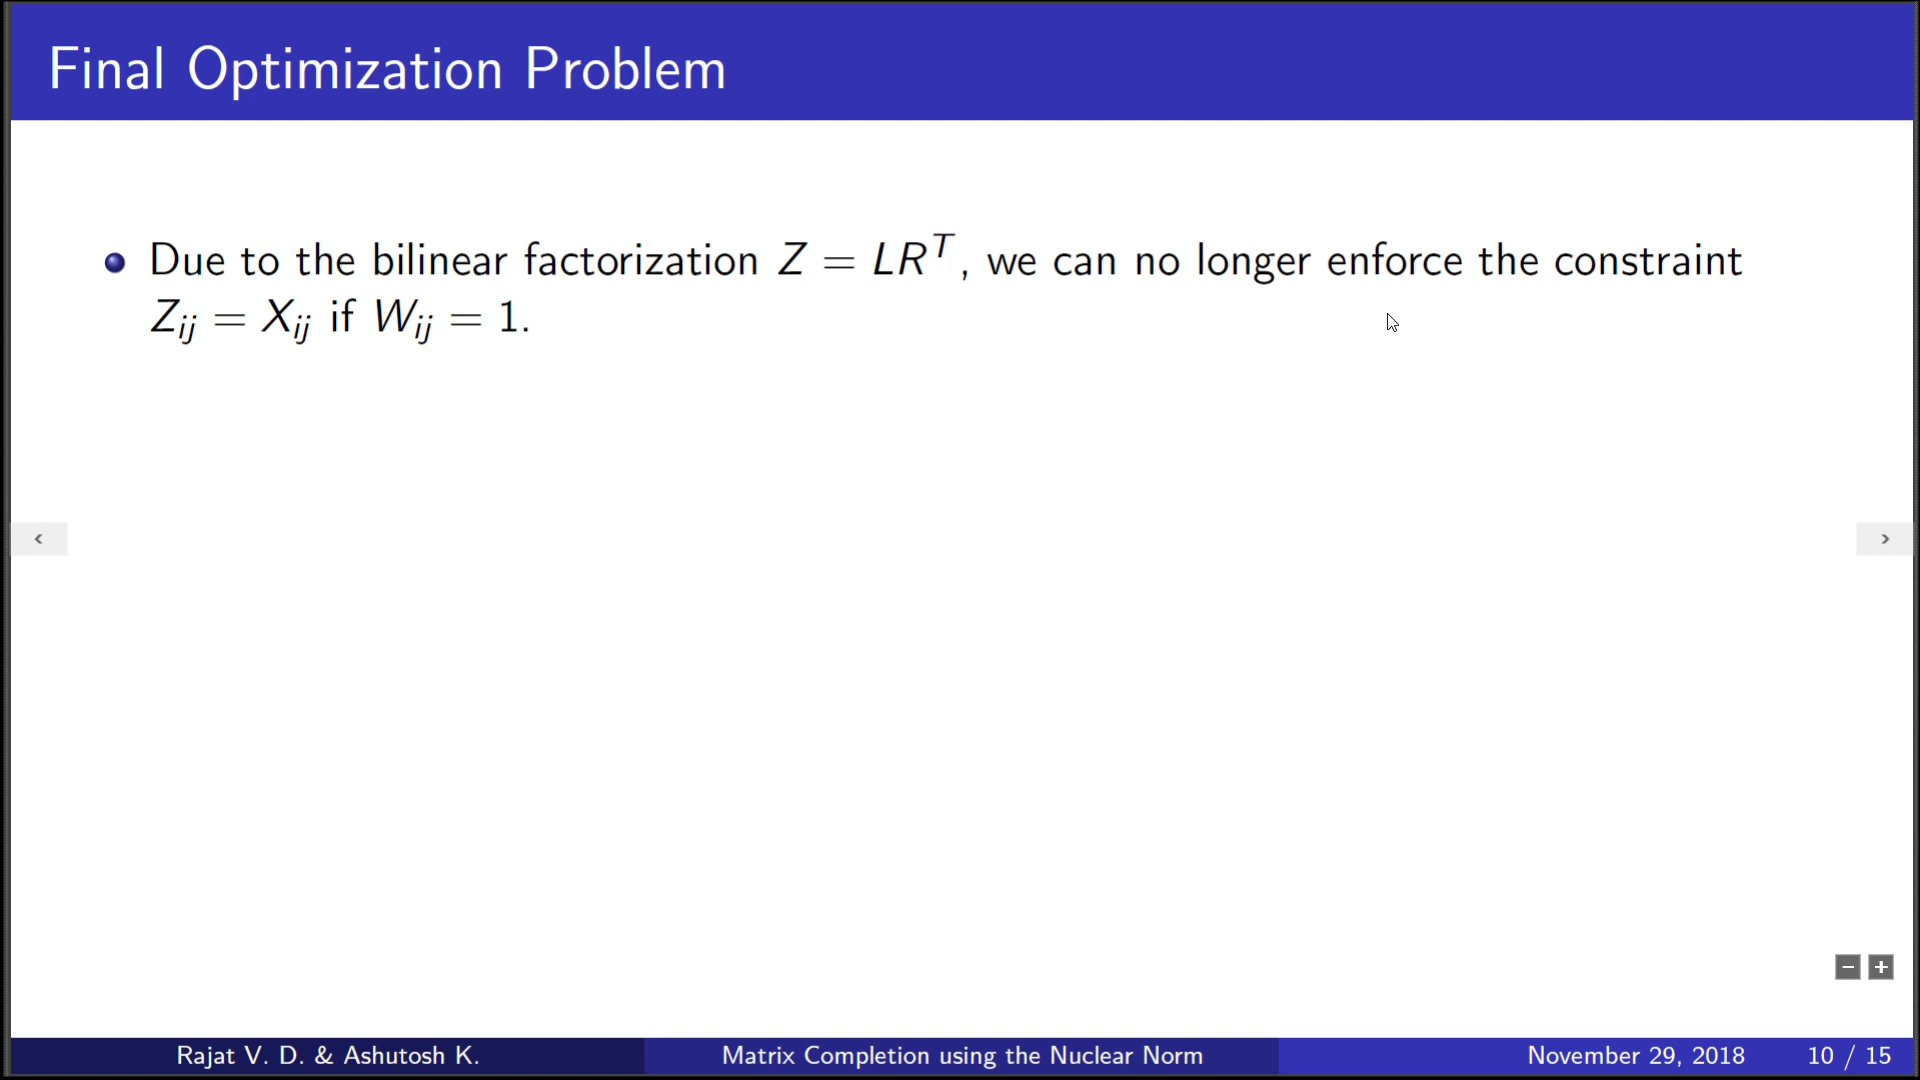 Final Optimization Problem
Due to the bilinear factorization Z = LR^T, we can no longer enforce the constraint
Z_ij = X_ij if W_ij = 1.
Rajat V. D. & Ashutosh K.
Matrix Completion using the Nuclear Norm
November 29, 2018
10 / 15